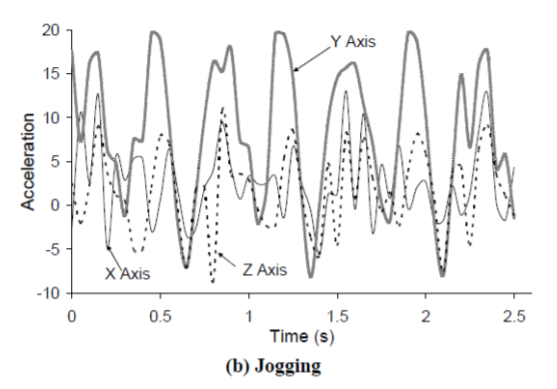 20
15
10
5
0
-5
-10
Acceleration
Y Axis
X Axis
Z Axis
0 0.5 1 1.5 2 2.5
Time (s)
(b) Jogging